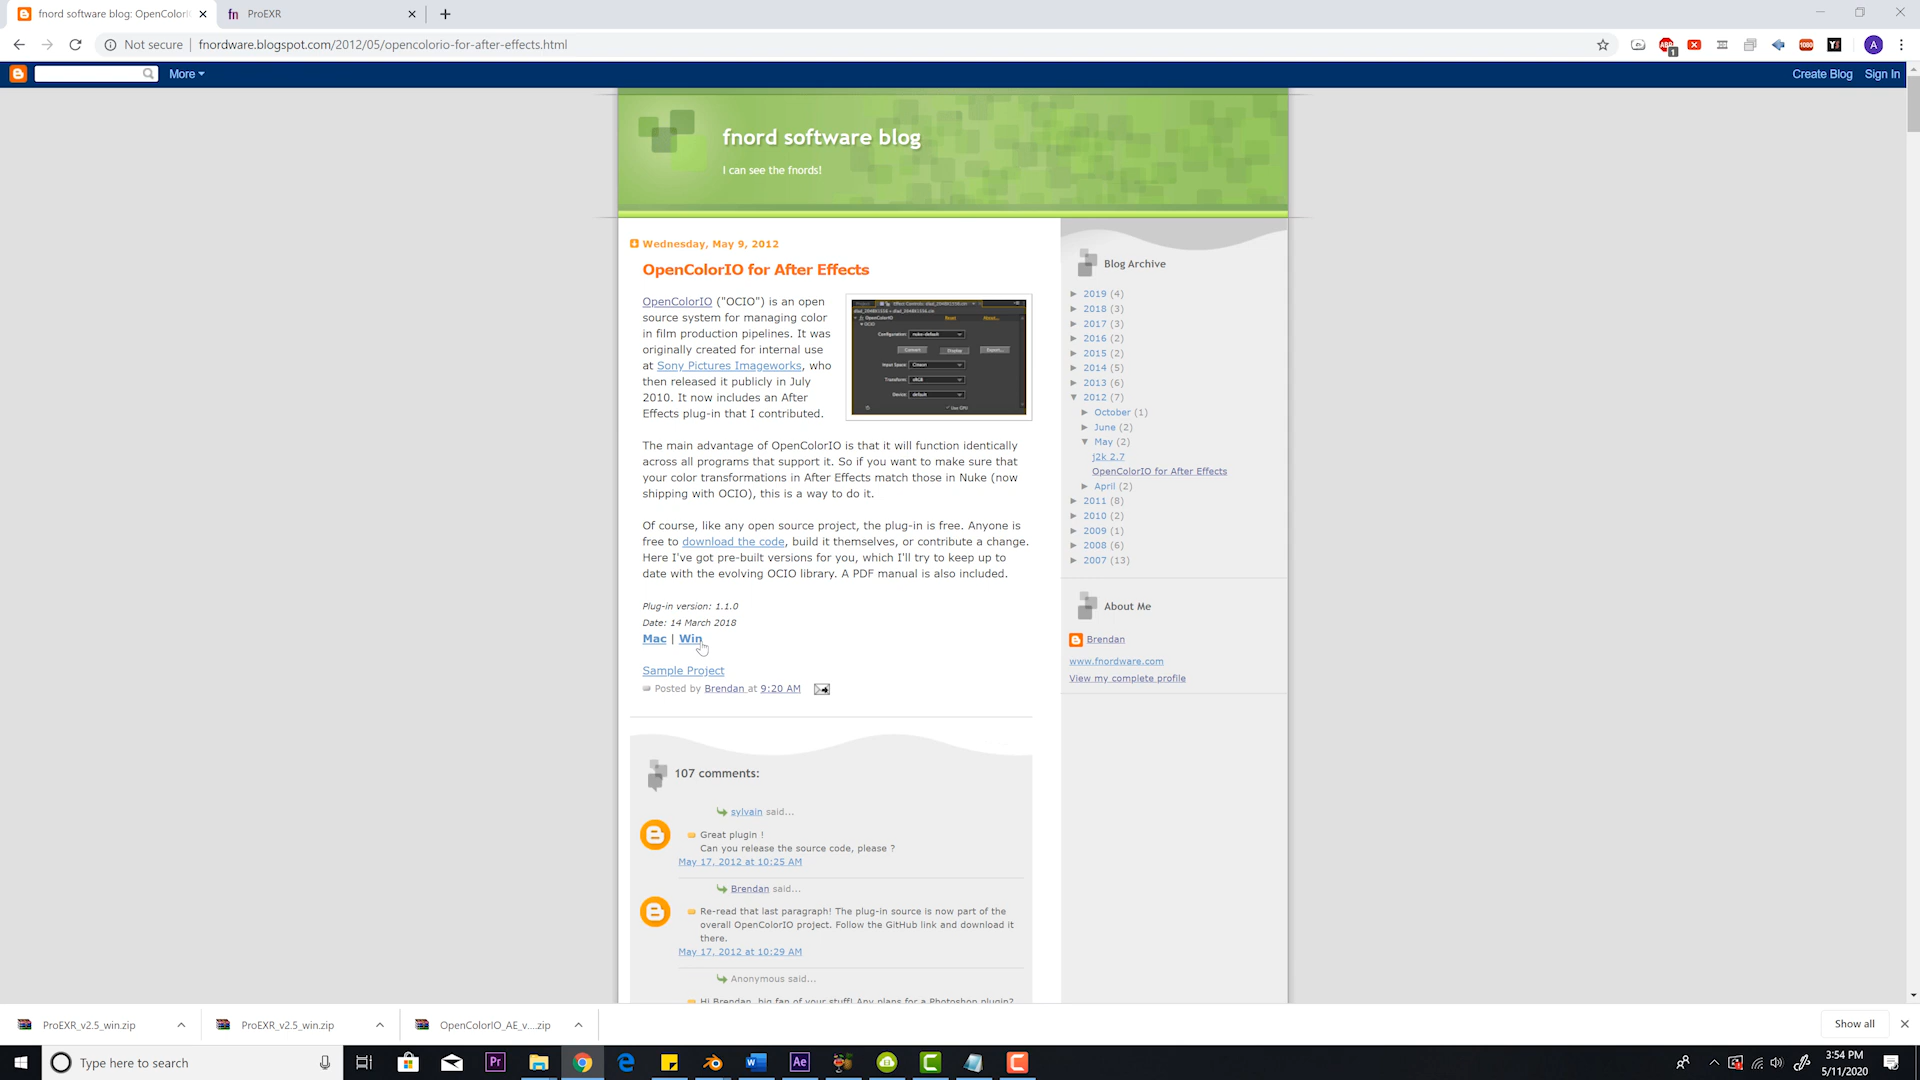 fnord software blog: OpenColorI
ProEXR
Not secure
fnordware.blogspot.com/2012/05/opencolorio-for-after-effects.html
More
Create Blog
Sign In
fnord software blog
I can see the fnords!
Wednesday, May 9, 2012
OpenColorIO for After Effects
OpenColorIO ("OCIO") is an open
source system for managing color
in film production pipelines. It was
originally created for internal use
at Sony Pictures Imageworks, who
then released it publicly in July
2010. It now includes an After
Effects plug-in that I contributed.
The main advantage of OpenColorIO is that it will function identically
across all programs that support it. So if you want to make sure that
your color transformations in After Effects match those in Nuke (now
shipping with OCIO), this is a way to do it.
Of course, like any open source project, the plug-in is free. Anyone is
free to download the code, build it themselves, or contribute a change.
Here I've got pre-built versions for you, which I'll try to keep up to
date with the evolving OCIO library. A PDF manual is also included.
Plug-in version: 1.1.0
Date: 14 March 2018
Mac | Win
Sample Project
Posted by Brendan at 9:20 AM
107 comments:
sylvain said...
Great plugin !
Can you release the source code, please ?
May 17, 2012 at 10:25 AM
Brendan said...
Re-read that last paragraph! The plug-in source is now part of the
overall OpenColorIO project. Follow the GitHub link and download it
there.
May 17, 2012 at 10:29 AM
Anonymous said...
Hi Brendan, big fan of your stuff! Any plans for a Photoshop plugin?
Blog Archive
► 2019 (4)
► 2018 (3)
► 2017 (3)
► 2016 (2)
► 2015 (2)
► 2014 (5)
► 2013 (6)
▼ 2012 (7)
► October (1)
► June (2)
▼ May (2)
j2k 2.7
OpenColorIO for After Effects
► April (2)
► 2011 (8)
► 2010 (2)
► 2009 (1)
► 2008 (6)
► 2007 (13)
About Me
Brendan
www.fnordware.com
View my complete profile
ProEXR_v2.5_win.zip
ProEXR_v2.5_win.zip
OpenColorIO_AE_v....zip
Show all
Type here to search
3:54 PM
5/11/2020